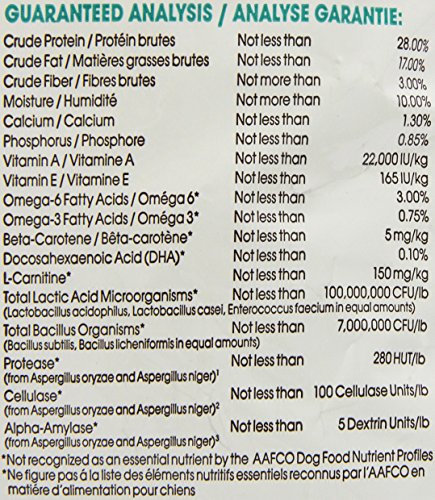 GUARANTEED ANALYSIS / ANALYSE GARANTIE:
Crude Protein / Protéin brutes Not less than 28.00%
Crude Fat / Matières grasses brutes Not less than 17.00%
Crude Fiber / Fibres brutes Not more than 3.00%
Moisture / Humidité Not more than 10.00%
Calcium / Calcium Not less than 1.30%
Phosphorus / Phosphore Not less than 0.85%
Vitamin A / Vitamine A Not less than 22,000 IU/kg
Vitamin E / Vitamine E Not less than 165 IU/kg
Omega-6 Fatty Acids / Oméga 6* Not less than 3.00%
Omega-3 Fatty Acids / Oméga 3* Not less than 0.75%
Beta-Carotene / Bêta-carotène* Not less than 5 mg/kg
Docosahexaenoic Acid (DHA)* Not less than 0.10%
L-Carnitine* Not less than 150 mg/kg
Total Lactic Acid Microorganisms* Not less than 100,000,000 CFU/lb
(Lactobacillus acidophilus, Lactobacillus casei, Enterococcus faecium in equal amounts)
Total Bacillus Organisms* Not less than 7,000,000 CFU/lb
(Bacillus subtilis, Bacillus licheniformis in equal amounts)
Protease* Not less than 280 HUT/lb
(from Aspergillus oryzae and Aspergillus niger)¹
Cellulase* Not less than 100 Cellulase Units/lb
(from Aspergillus oryzae and Aspergillus niger)²
Alpha-Amylase* Not less than 5 Dextrin Units/lb
(from Aspergillus oryzae and Aspergillus niger)³
*Not recognized as an essential nutrient by the AAFCO Dog Food Nutrient Profiles
*Ne figure pas à la liste des éléments nutritifs essentiels reconnus par l'AAFCO en
matière d'alimentation pour chiens